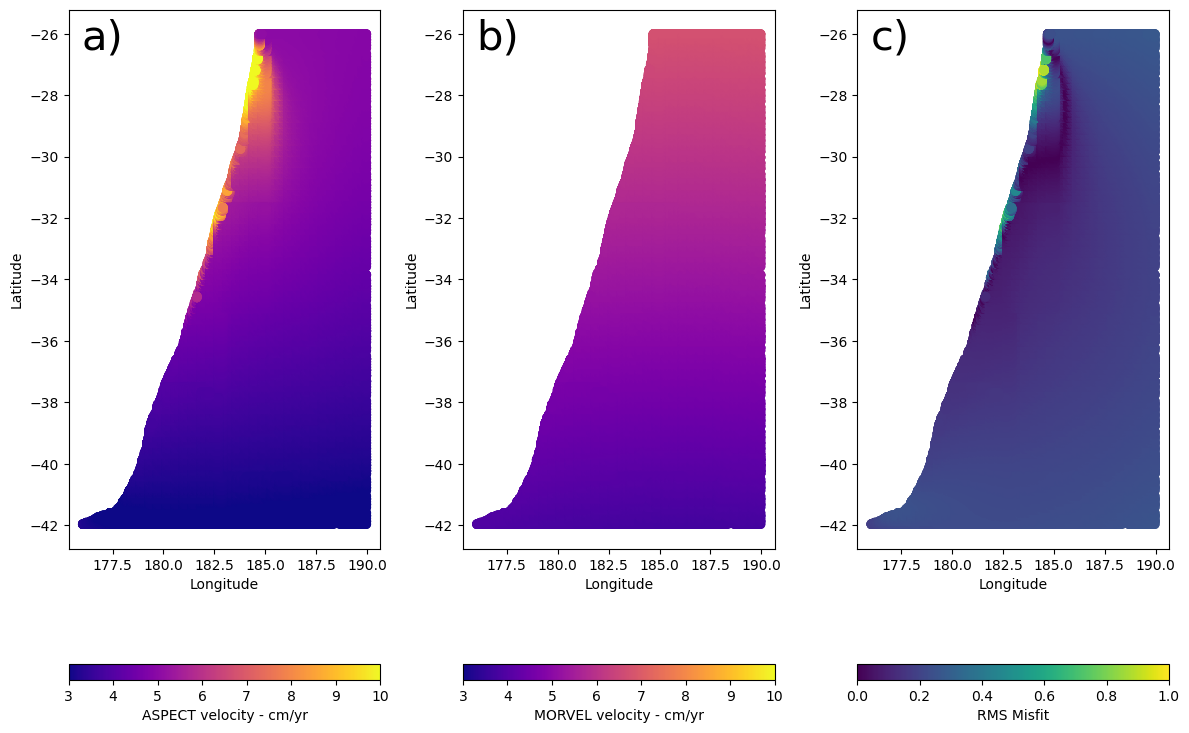 a)
Latitude
−26
−28
−30
−32
−34
−36
−38
−40
−42
177.5 180.0 182.5 185.0 187.5 190.0
Longitude
3 4 5 6 7 8 9 10
ASPECT velocity - cm/yr
b)
Latitude
−26
−28
−30
−32
−34
−36
−38
−40
−42
177.5 180.0 182.5 185.0 187.5 190.0
Longitude
3 4 5 6 7 8 9 10
MORVEL velocity - cm/yr
c)
Latitude
−26
−28
−30
−32
−34
−36
−38
−40
−42
177.5 180.0 182.5 185.0 187.5 190.0
Longitude
0.0 0.2 0.4 0.6 0.8 1.0
RMS Misfit